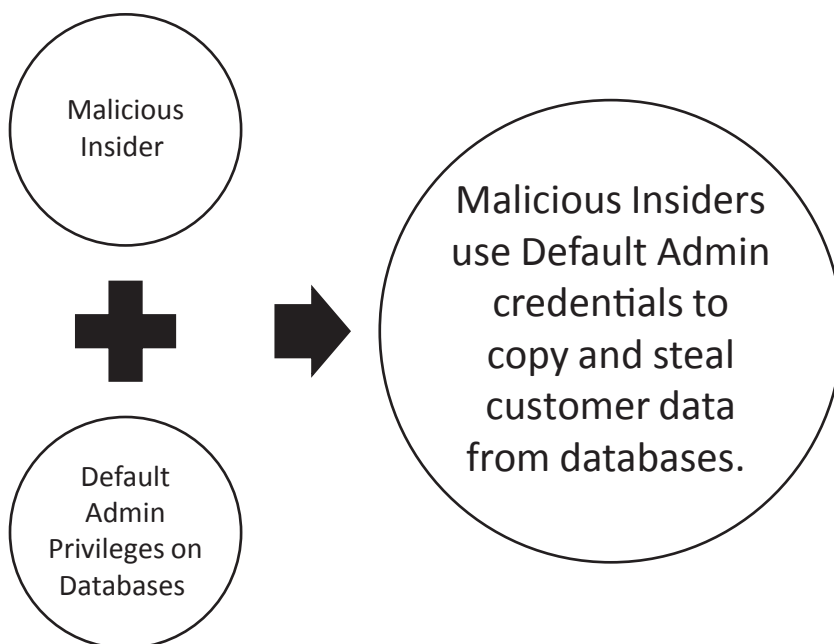 Malicious
Insider
Default
Admin
Privileges on
Databases
Malicious Insiders
use Default Admin
credentials to
copy and steal
customer data
from databases.